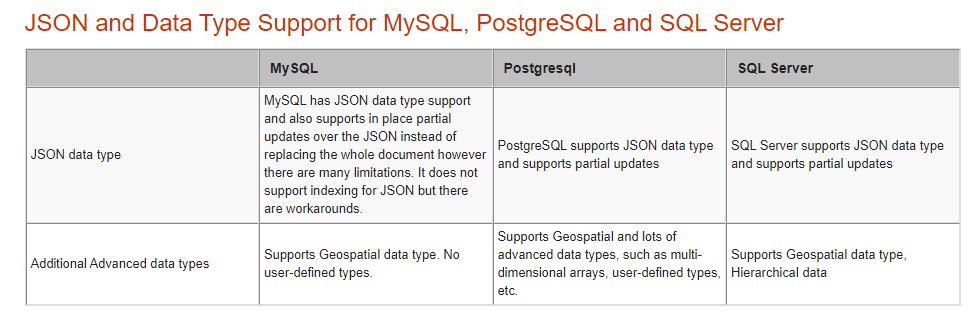 JSON and Data Type Support for MySQL, PostgreSQL and SQL Server
MySQL
Postgresql
SQL Server
JSON data type
MySQL has JSON data type support
and also supports in place partial
updates over the JSON instead of
replacing the whole document however
there are many limitations. It does not
support indexing for JSON but there
are workarounds.
PostgreSQL supports JSON data type
and supports partial updates
SQL Server supports JSON data type
and supports partial updates
Additional Advanced data types
Supports Geospatial data type. No
user-defined types.
Supports Geospatial and lots of
advanced data types, such as multi-
dimensional arrays, user-defined types,
etc.
Supports Geospatial data type,
Hierarchical data